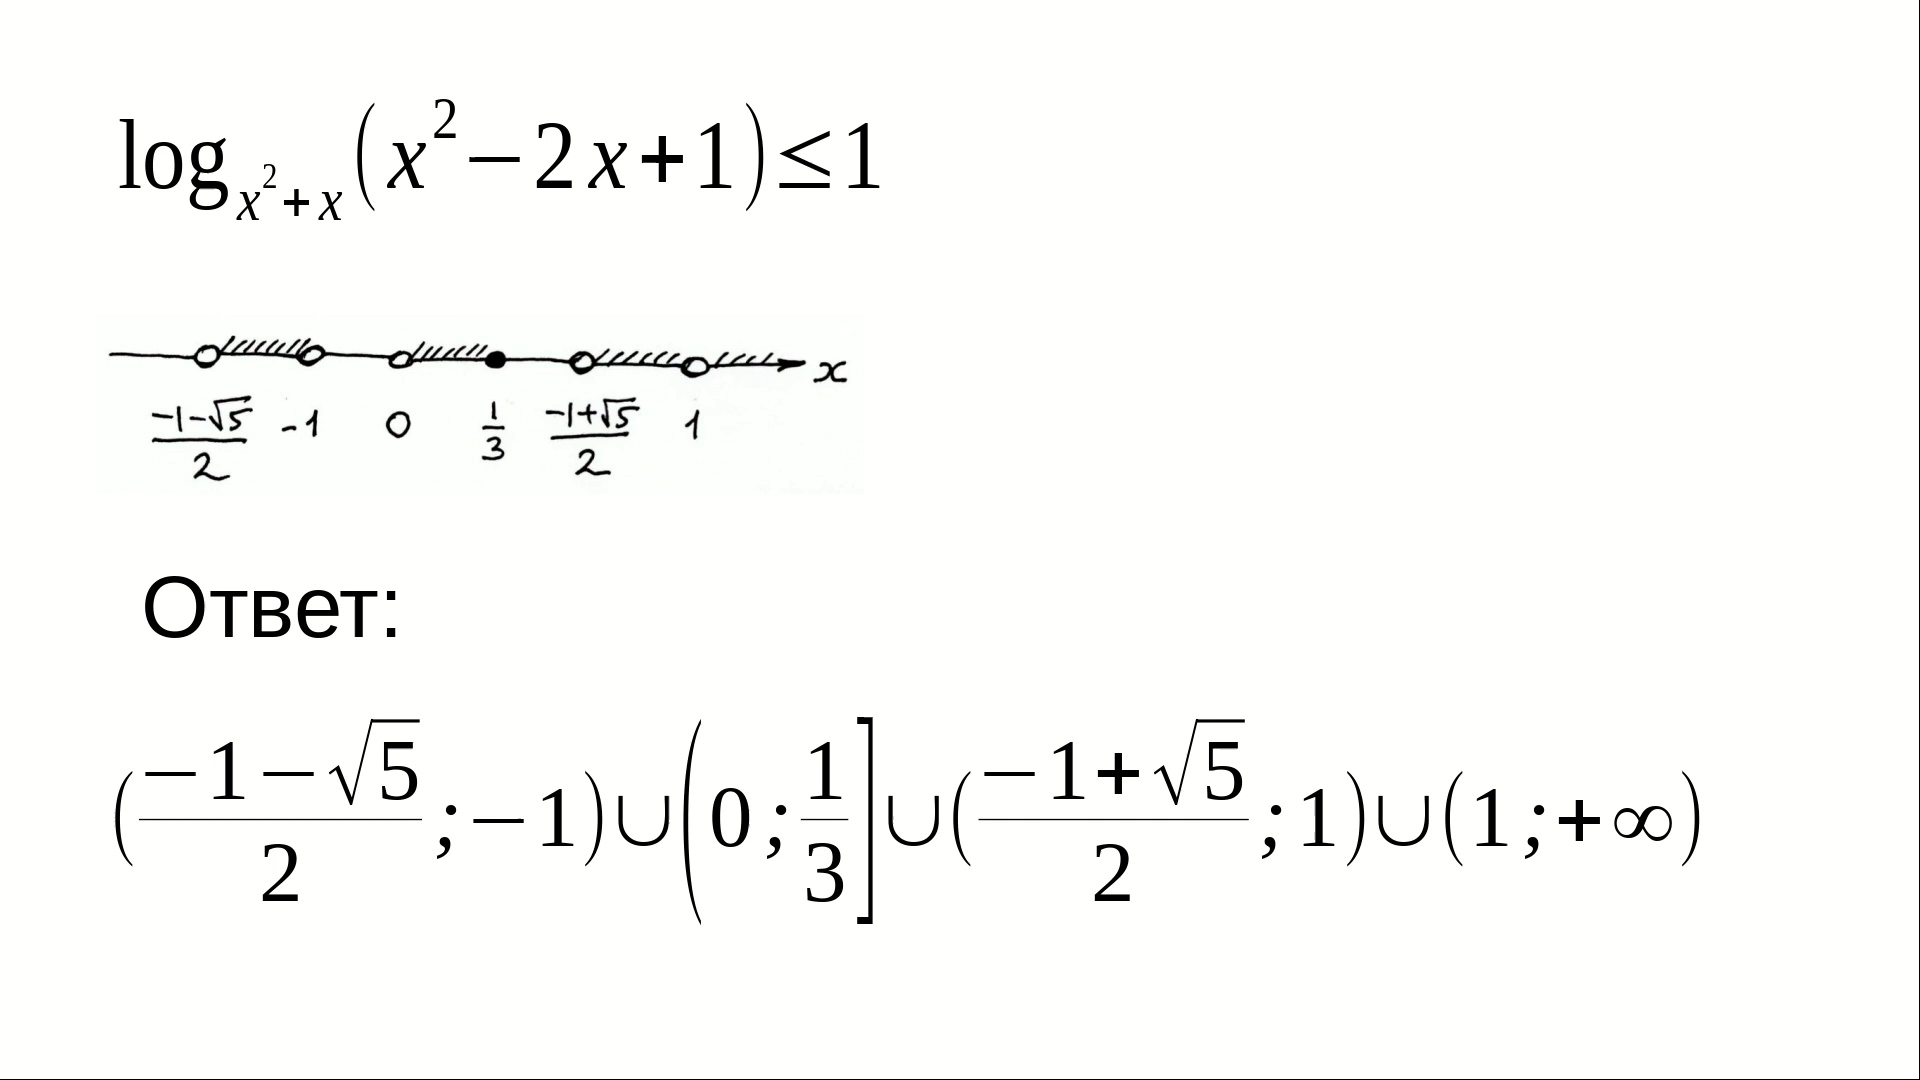 log_{x²+x}(x²−2x+1)≤1
x
(−1−√5)/2 -1 0 1/3 (−1+√5)/2 1
Ответ:
((−1−√5)/2;−1)∪(0;1/3]∪((−1+√5)/2;1)∪(1;+∞)